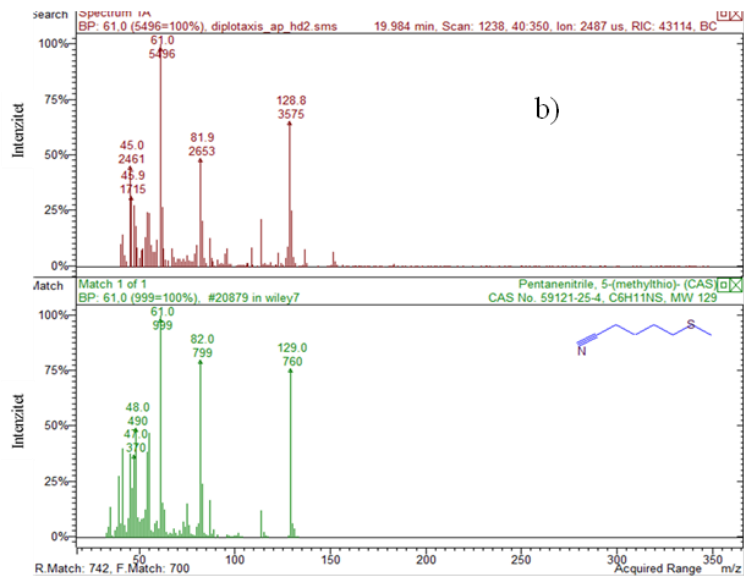 Search Spectrum 1A
BP: 61,0 (5496=100%), diplotaxis_ap_hd2.sms 19.984 min, Scan: 1238, 40:350, Ion: 2487 us, RIC: 43114, BC
100%
75%
50%
25%
0%
Intenzitet
61.0
5496
128.8
3575
81.9
2653
45.0
2461
45.9
1715
b)
Match Match 1 of 1 Pentanenitrile, 5-(methylthio)- (CAS)
BP: 61,0 (999=100%), #20879 in wiley7 CAS No. 59121-25-4, C6H11NS, MW 129
100%
75%
50%
25%
0%
Intenzitet
61.0
999
82.0
799
129.0
760
48.0
490
47.0
370
N
S
50 100 150 200 250 300 350
R.Match: 742, F.Match: 700 Acquired Range m/z